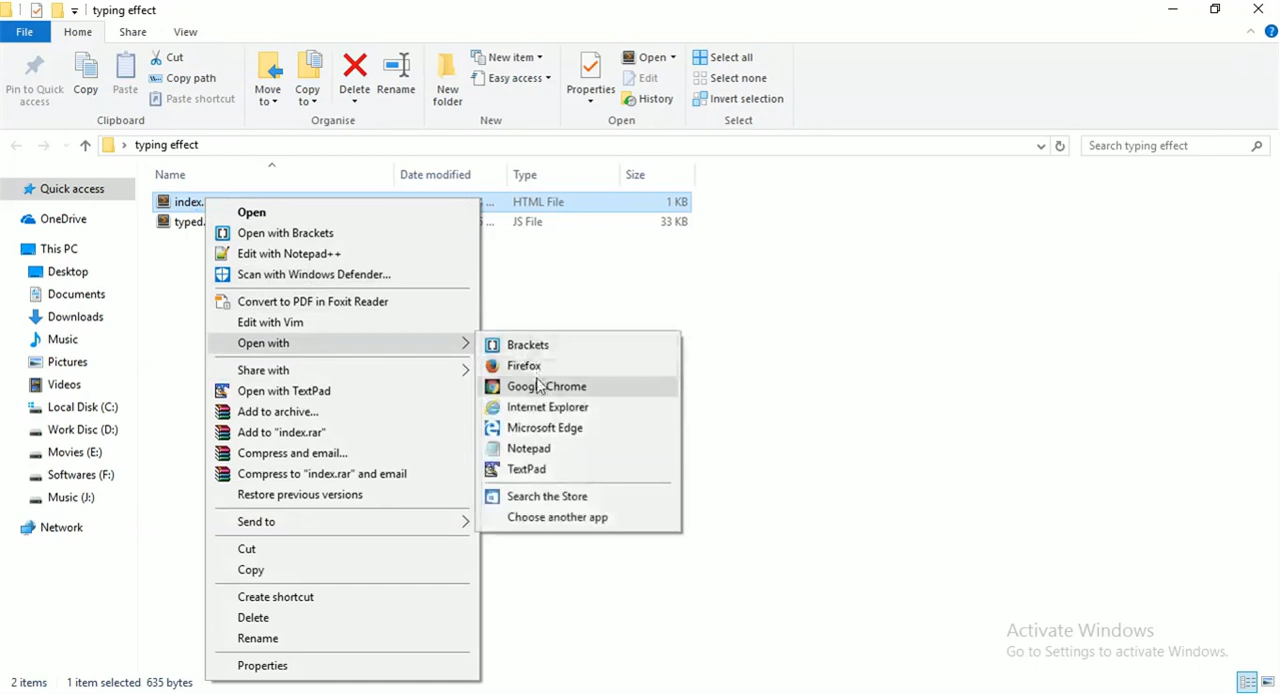 typing effect
File Home Share View
Pin to Quick access
Copy
Paste
Cut
Copy path
Paste shortcut
Clipboard
Move to
Copy to
Delete
Rename
Organise
New folder
New item
Easy access
New
Properties
Open
Edit
History
Open
Select all
Select none
Invert selection
Select
typing effect
Search typing effect
Name Date modified Type Size
index. ... HTML File 1 KB
typed. ... JS File 33 KB
Quick access
OneDrive
This PC
Desktop
Documents
Downloads
Music
Pictures
Videos
Local Disk (C:)
Work Disc (D:)
Movies (E:)
Softwares (F:)
Music (J:)
Network
Open
Open with Brackets
Edit with Notepad++
Scan with Windows Defender...
Convert to PDF in Foxit Reader
Edit with Vim
Open with
Share with
Open with TextPad
Add to archive...
Add to "index.rar"
Compress and email...
Compress to "index.rar" and email
Restore previous versions
Send to
Cut
Copy
Create shortcut
Delete
Rename
Properties
Brackets
Firefox
Google Chrome
Internet Explorer
Microsoft Edge
Notepad
TextPad
Search the Store
Choose another app
Activate Windows
Go to Settings to activate Windows.
2 items 1 item selected 635 bytes